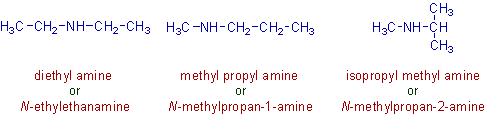 H3C–CH2–NH–CH2–CH3
H3C–NH–CH2–CH2–CH3
CH3
H3C–NH–CH
CH3
diethyl amine
or
N-ethylethanamine
methyl propyl amine
or
N-methylpropan-1-amine
isopropyl methyl amine
or
N-methylpropan-2-amine